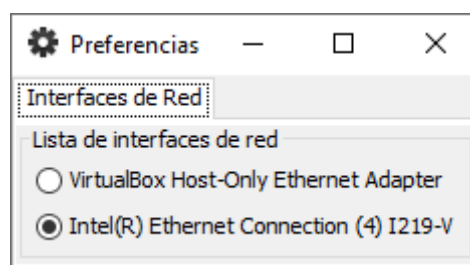 Preferencias
Interfaces de Red
Lista de interfaces de red
VirtualBox Host-Only Ethernet Adapter
Intel(R) Ethernet Connection (4) I219-V